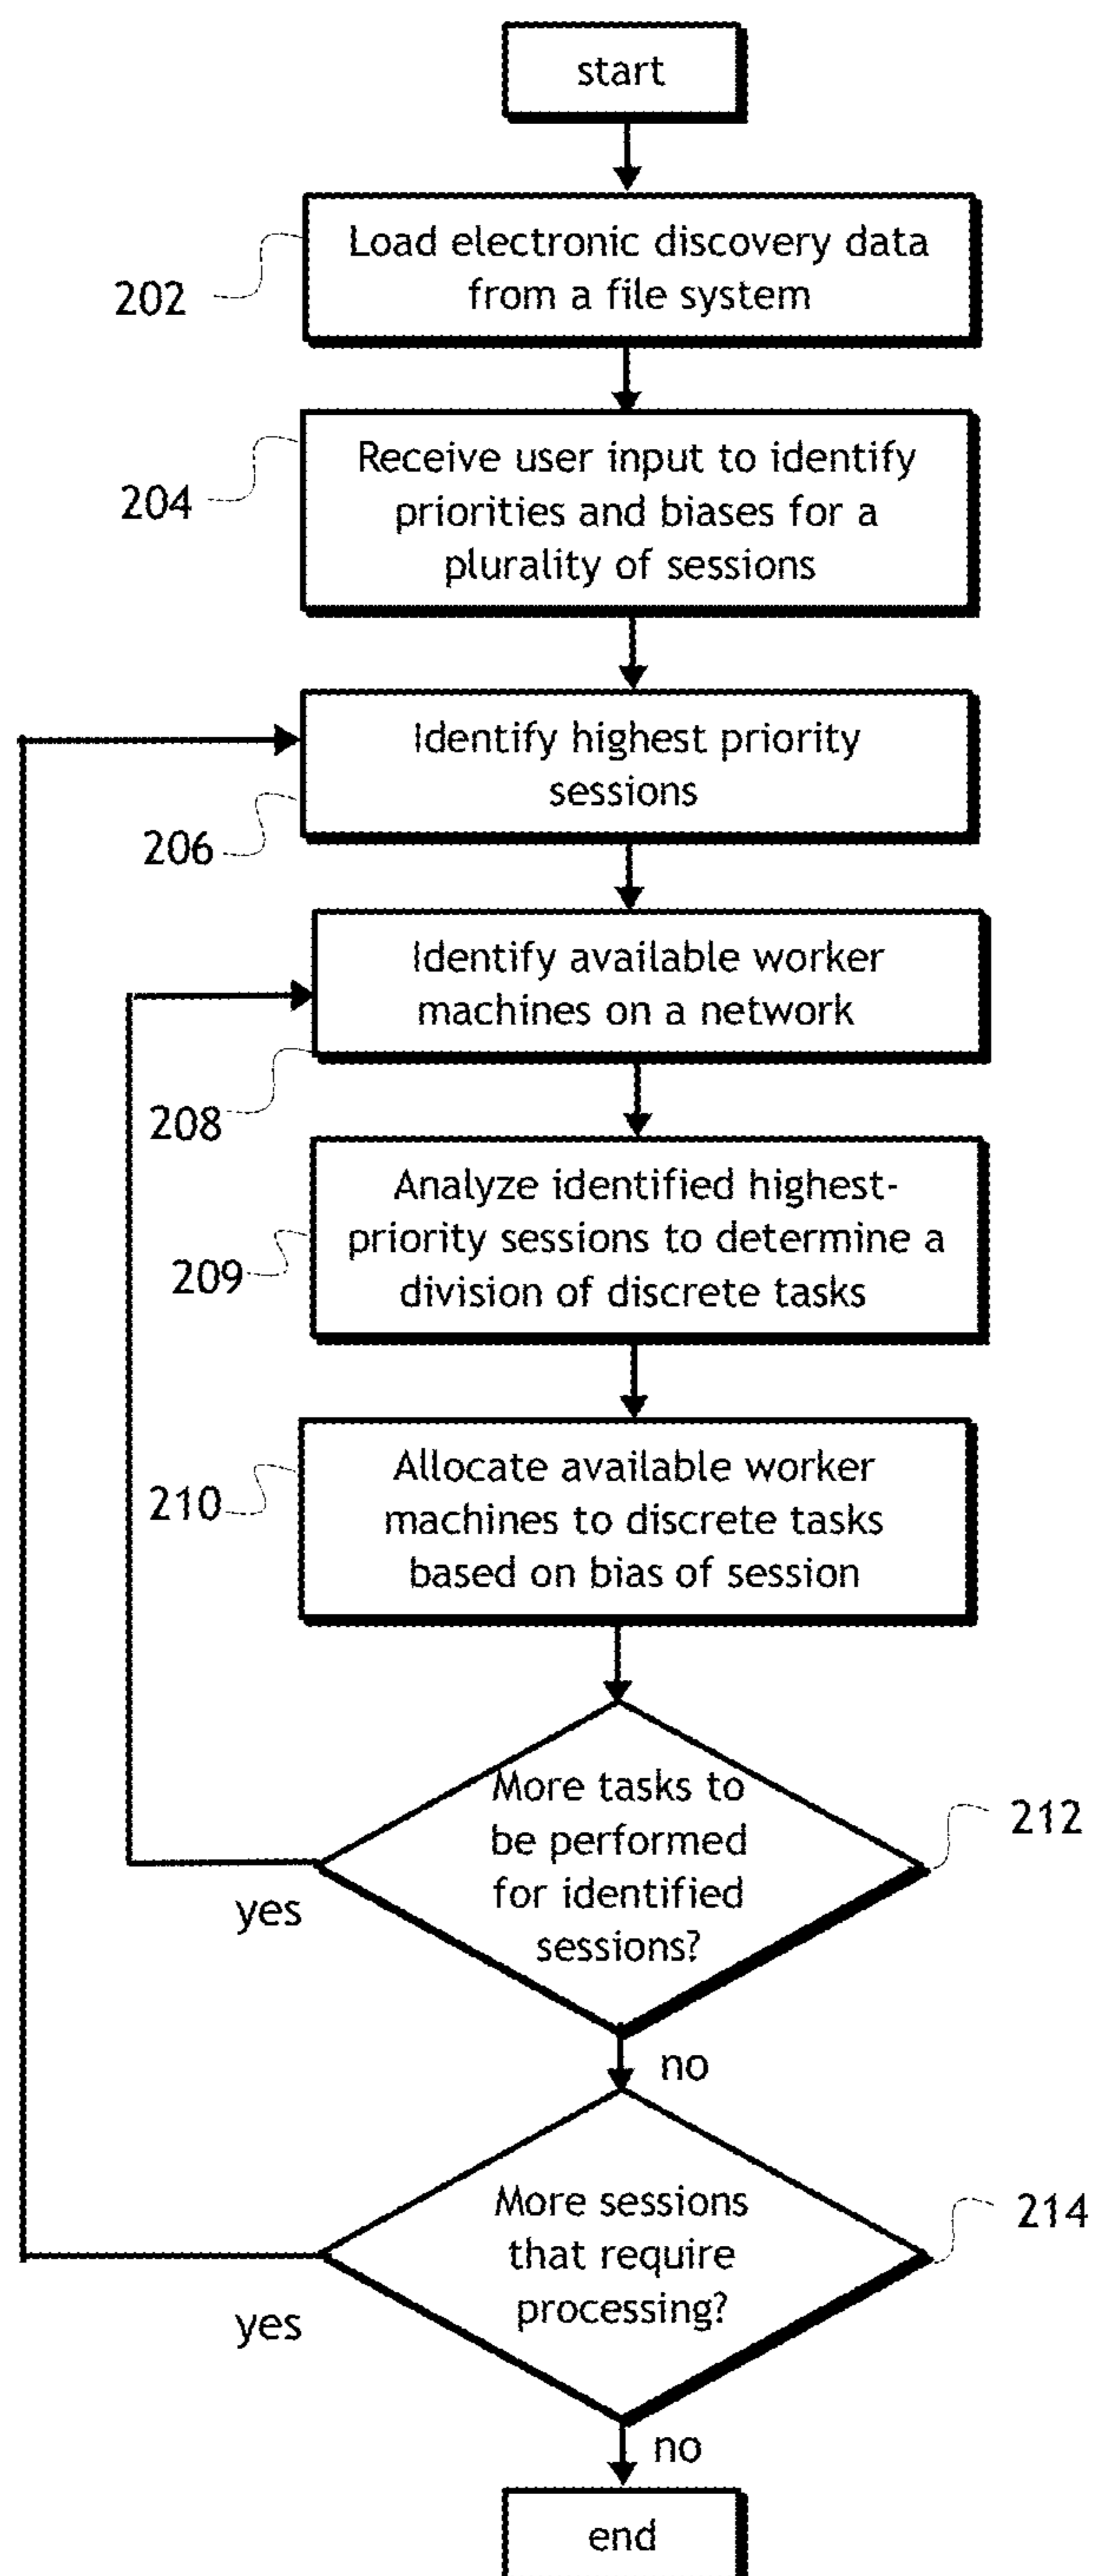 start
Load electronic discovery data
from a file system
202
Receive user input to identify
priorities and biases for a
plurality of sessions
204
Identify highest priority
sessions
206
Identify available worker
machines on a network
208
Analyze identified highest-
priority sessions to determine a
division of discrete tasks
209
Allocate available worker
machines to discrete tasks
based on bias of session
210
More tasks to
be performed
for identified
sessions?
212
yes
no
More sessions
that require
processing?
214
yes
no
end